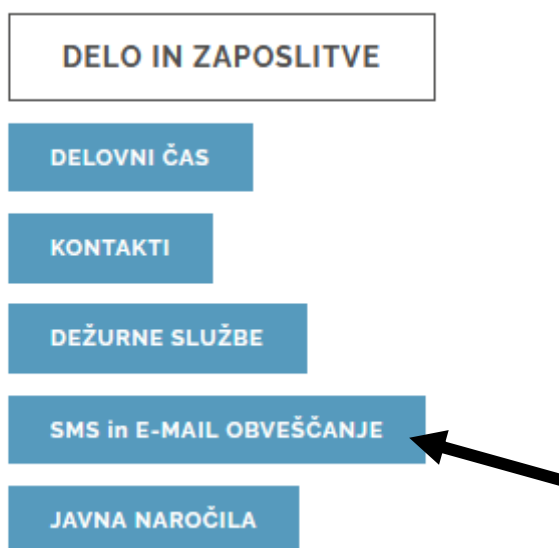 DELO IN ZAPOSLITVE
DELOVNI ČAS
KONTAKTI
DEŽURNE SLUŽBE
SMS in E-MAIL OBVEŠČANJE
JAVNA NAROČILA